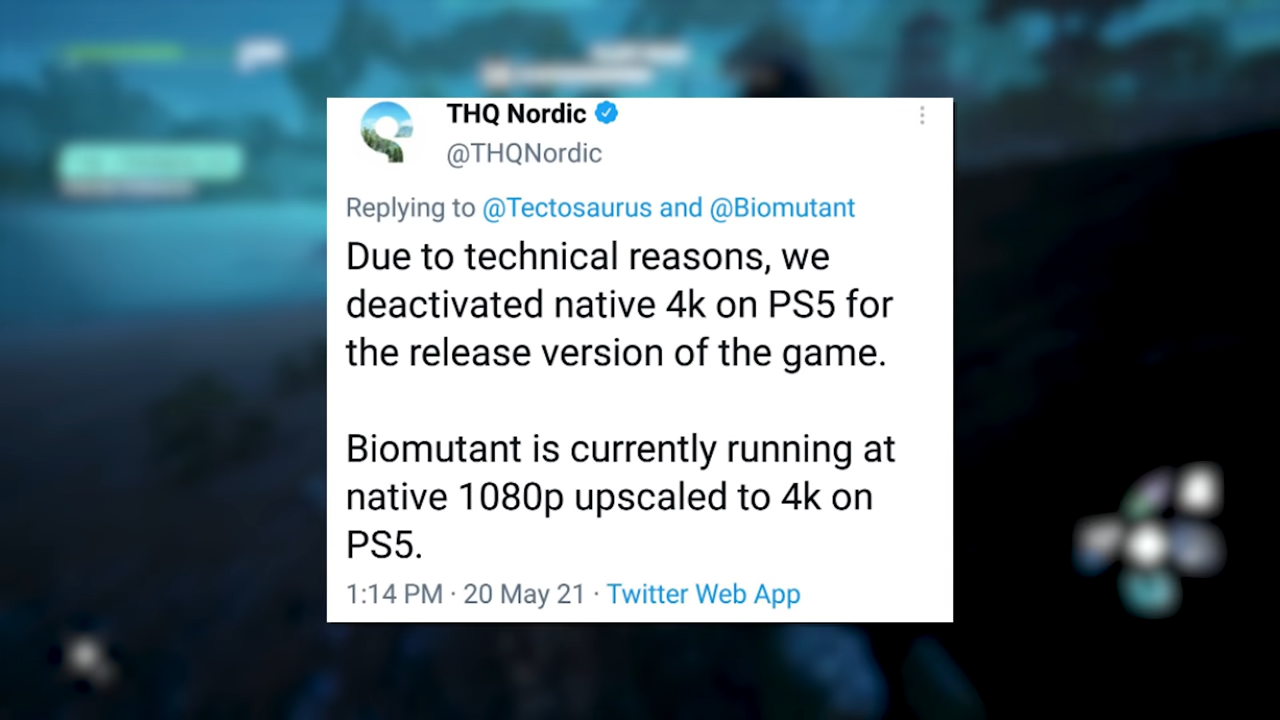 THQ Nordic
@THQNordic
Replying to @Tectosaurus and @Biomutant
Due to technical reasons, we
deactivated native 4k on PS5 for
the release version of the game.
Biomutant is currently running at
native 1080p upscaled to 4k on
PS5.
1:14 PM · 20 May 21 · Twitter Web App